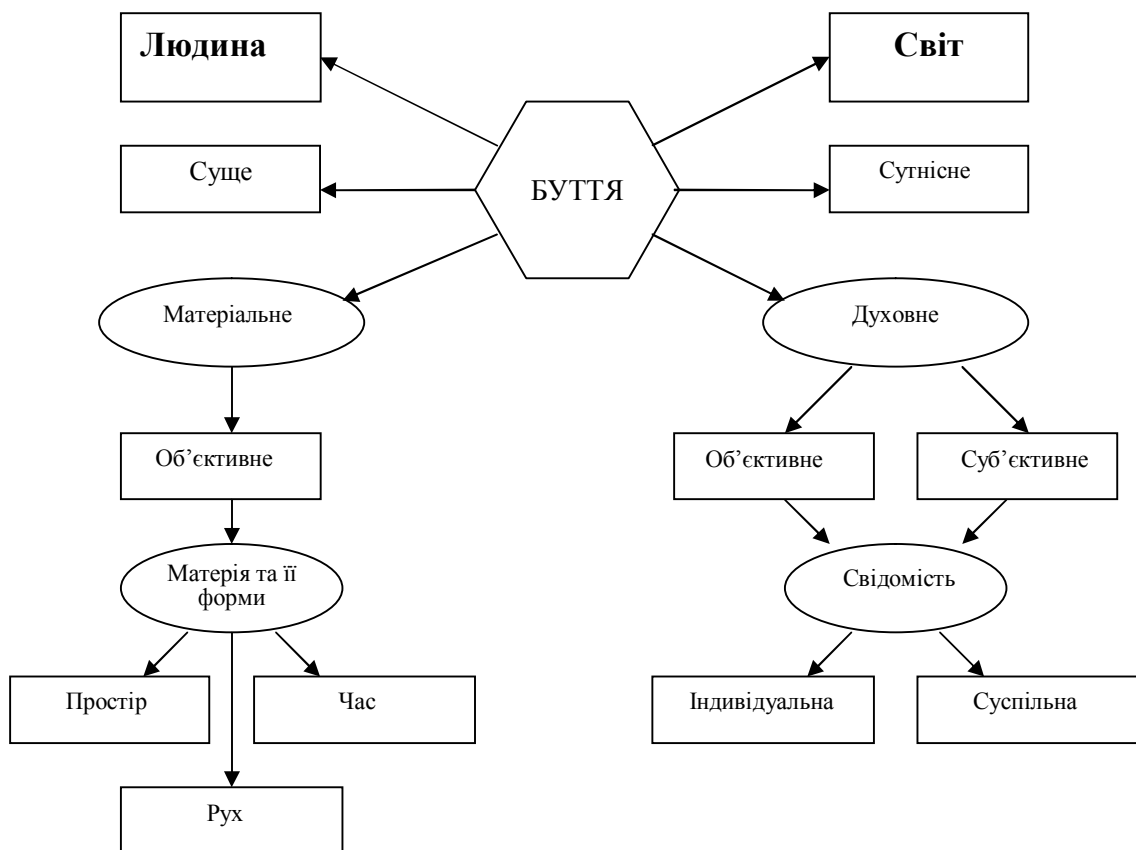 Людина
Світ
Суще
БУТТЯ
Сутнісне
Матеріальне
Духовне
Об’єктивне
Об’єктивне
Суб’єктивне
Матерія та її
форми
Свідомість
Простір
Час
Індивідуальна
Суспільна
Рух